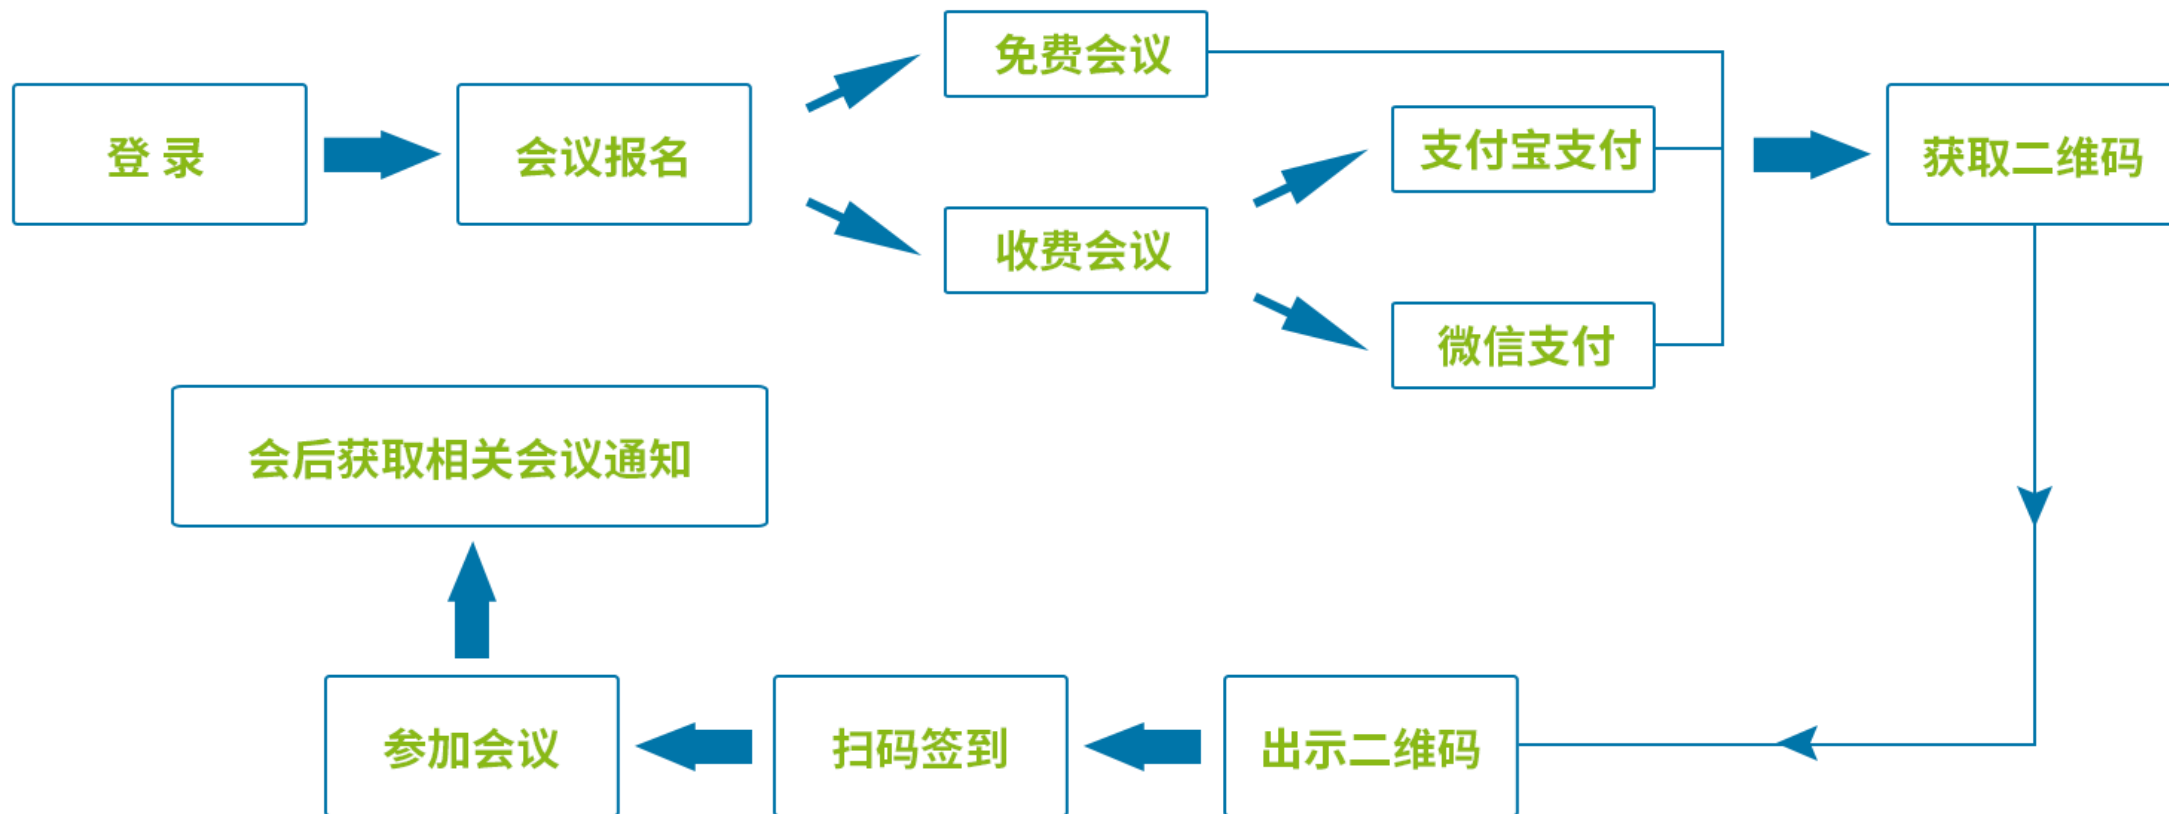 登 录
会议报名
免费会议
收费会议
支付宝支付
微信支付
获取二维码
出示二维码
扫码签到
参加会议
会后获取相关会议通知